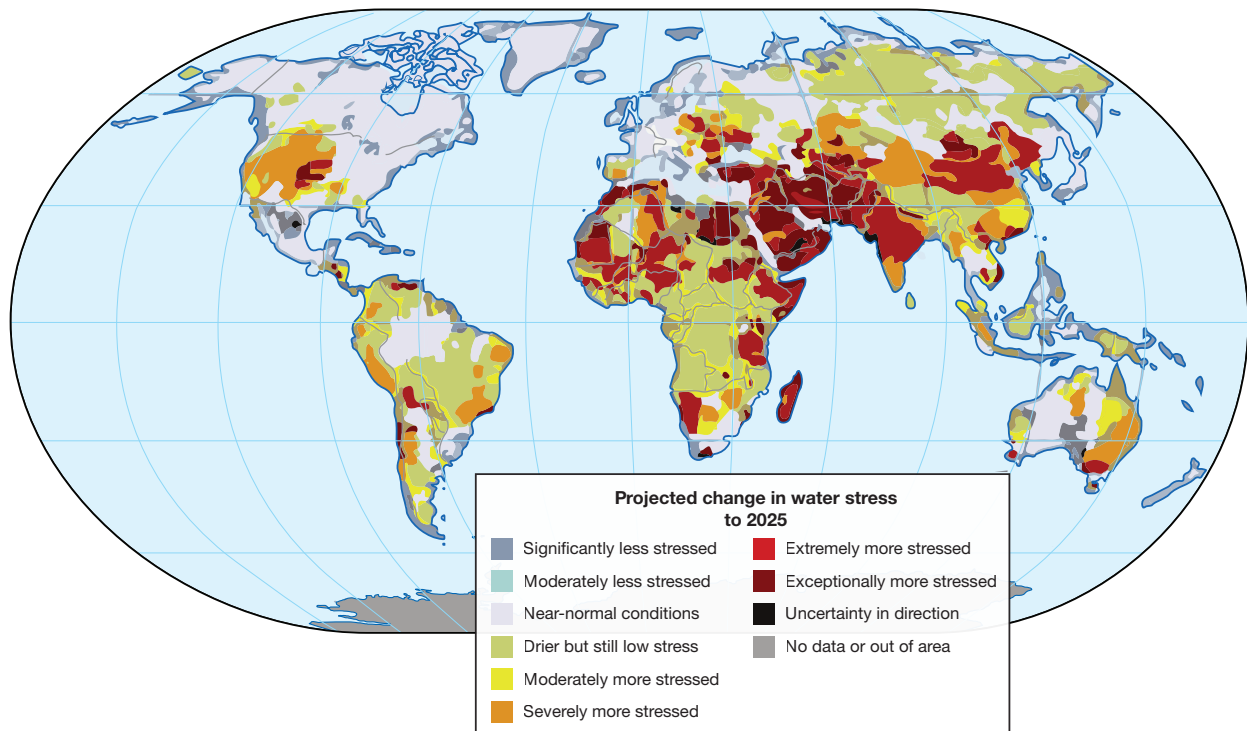 Projected change in water stress
to 2025
Significantly less stressed
Moderately less stressed
Near-normal conditions
Drier but still low stress
Moderately more stressed
Severely more stressed
Extremely more stressed
Exceptionally more stressed
Uncertainty in direction
No data or out of area